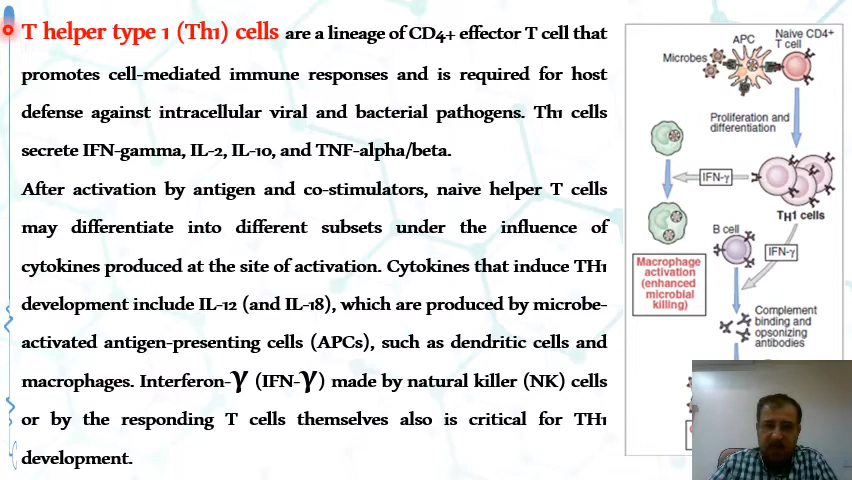 T helper type 1 (Th1) cells are a lineage of CD4+ effector T cell that
promotes cell-mediated immune responses and is required for host
defense against intracellular viral and bacterial pathogens. Th1 cells
secrete IFN-gamma, IL-2, IL-10, and TNF-alpha/beta.
After activation by antigen and co-stimulators, naive helper T cells
may differentiate into different subsets under the influence of
cytokines produced at the site of activation. Cytokines that induce TH1
development include IL-12 (and IL-18), which are produced by microbe-
activated antigen-presenting cells (APCs), such as dendritic cells and
macrophages. Interferon-γ (IFN-γ) made by natural killer (NK) cells
or by the responding T cells themselves also is critical for TH1
development.
Microbes
APC
Naive CD4+
T cell
Proliferation and
differentiation
IFN-γ
TH1 cells
B cell
IFN-γ
Macrophage
activation
(enhanced
microbial
killing)
Complement
binding and
opsonizing
antibodies